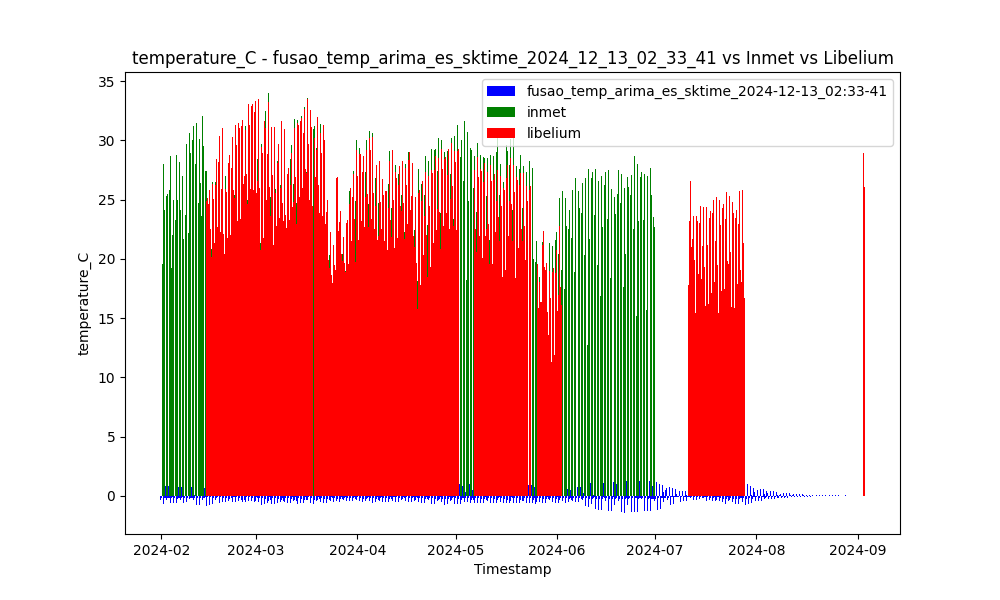 temperature_C - fusao_temp_arima_es_sktime_2024_12_13_02_33_41 vs Inmet vs Libelium
fusao_temp_arima_es_sktime_2024-12-13_02:33-41
inmet
libelium
35
30
25
20
15
10
5
0
temperature_C
2024-02 2024-03 2024-04 2024-05 2024-06 2024-07 2024-08 2024-09
Timestamp